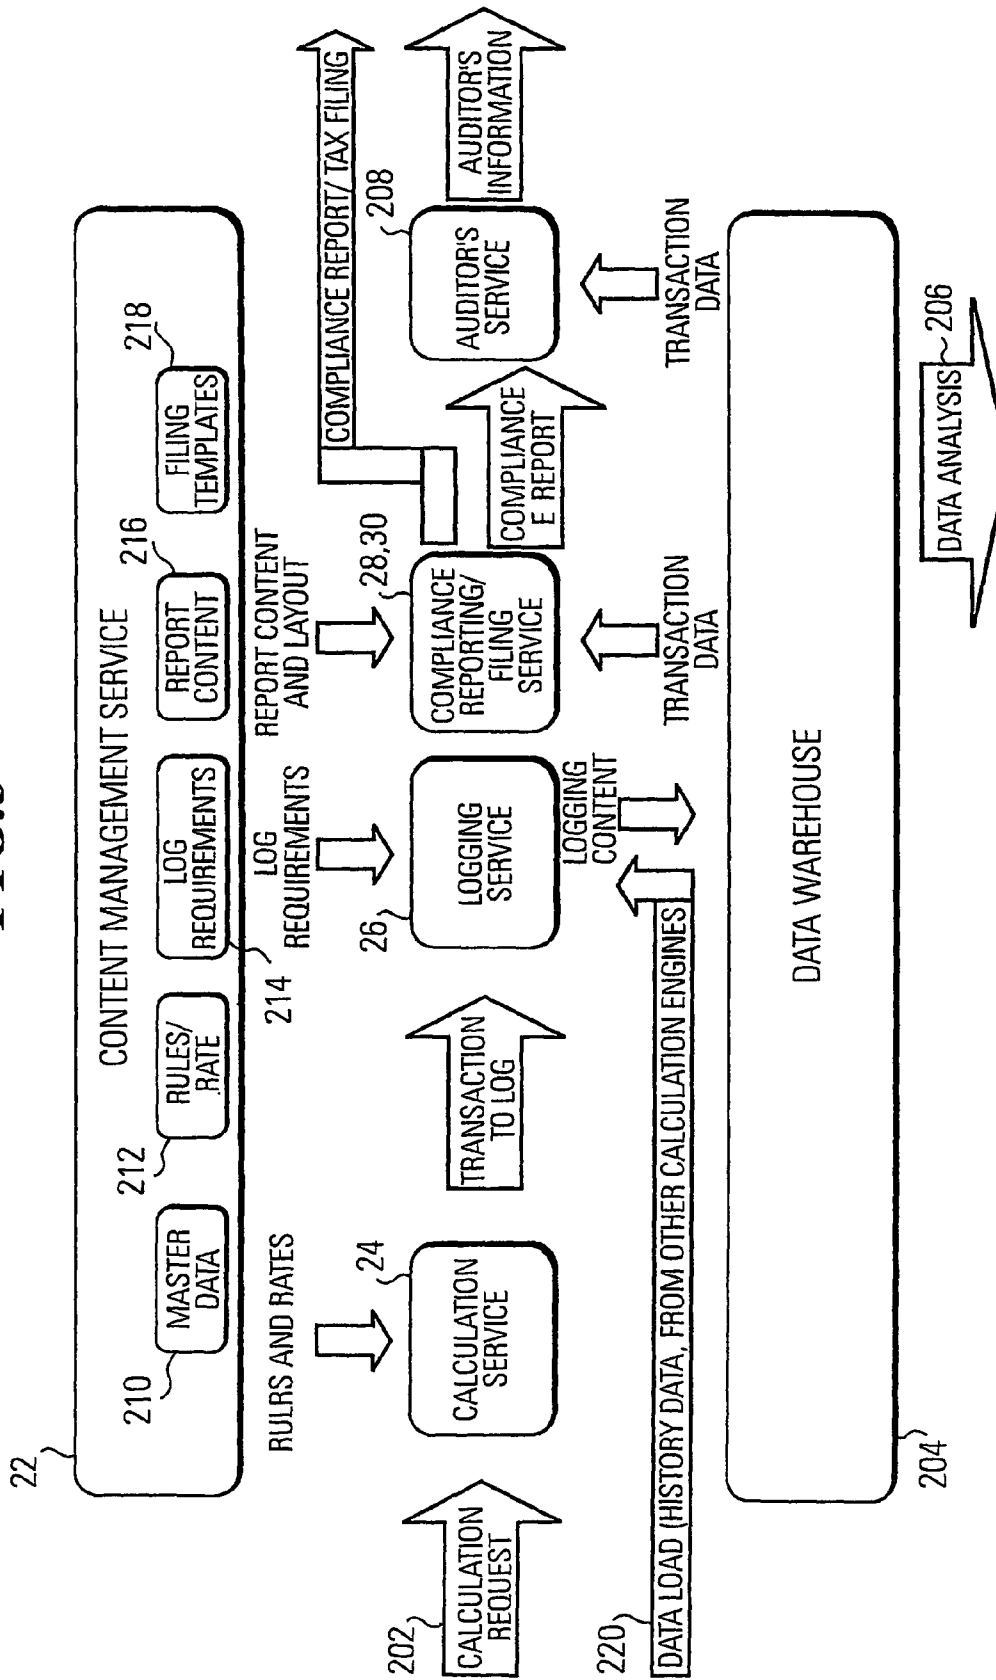 22
CONTENT MANAGEMENT SERVICE
210
MASTER
DATA
212
RULES/
.RATE
LOG
REQUIREMENTS
214
216
REPORT
CONTENT
218
FILING
TEMPLATES
RULRS AND RATES
LOG
REQUIREMENTS
REPORT CONTENT
AND LAYOUT
COMPLIANCE REPORT/ TAX FILING
202
CALCULATION
REQUEST
24
CALCULATION
SERVICE
TRANSACTION
TO LOG
26
LOGGING
SERVICE
28,30
COMPLIANCE
REPORTING/
FILING
SERVICE
COMPLIANCE
E REPORT
208
AUDITOR'S
SERVICE
AUDITOR'S
INFORMATION
LOGGING
CONTENT
TRANSACTION
DATA
TRANSACTION
DATA
220
DATA LOAD (HISTORY DATA, FROM OTHER CALCULATION ENGINES
DATA WAREHOUSE
204
DATA ANALYSIS
206